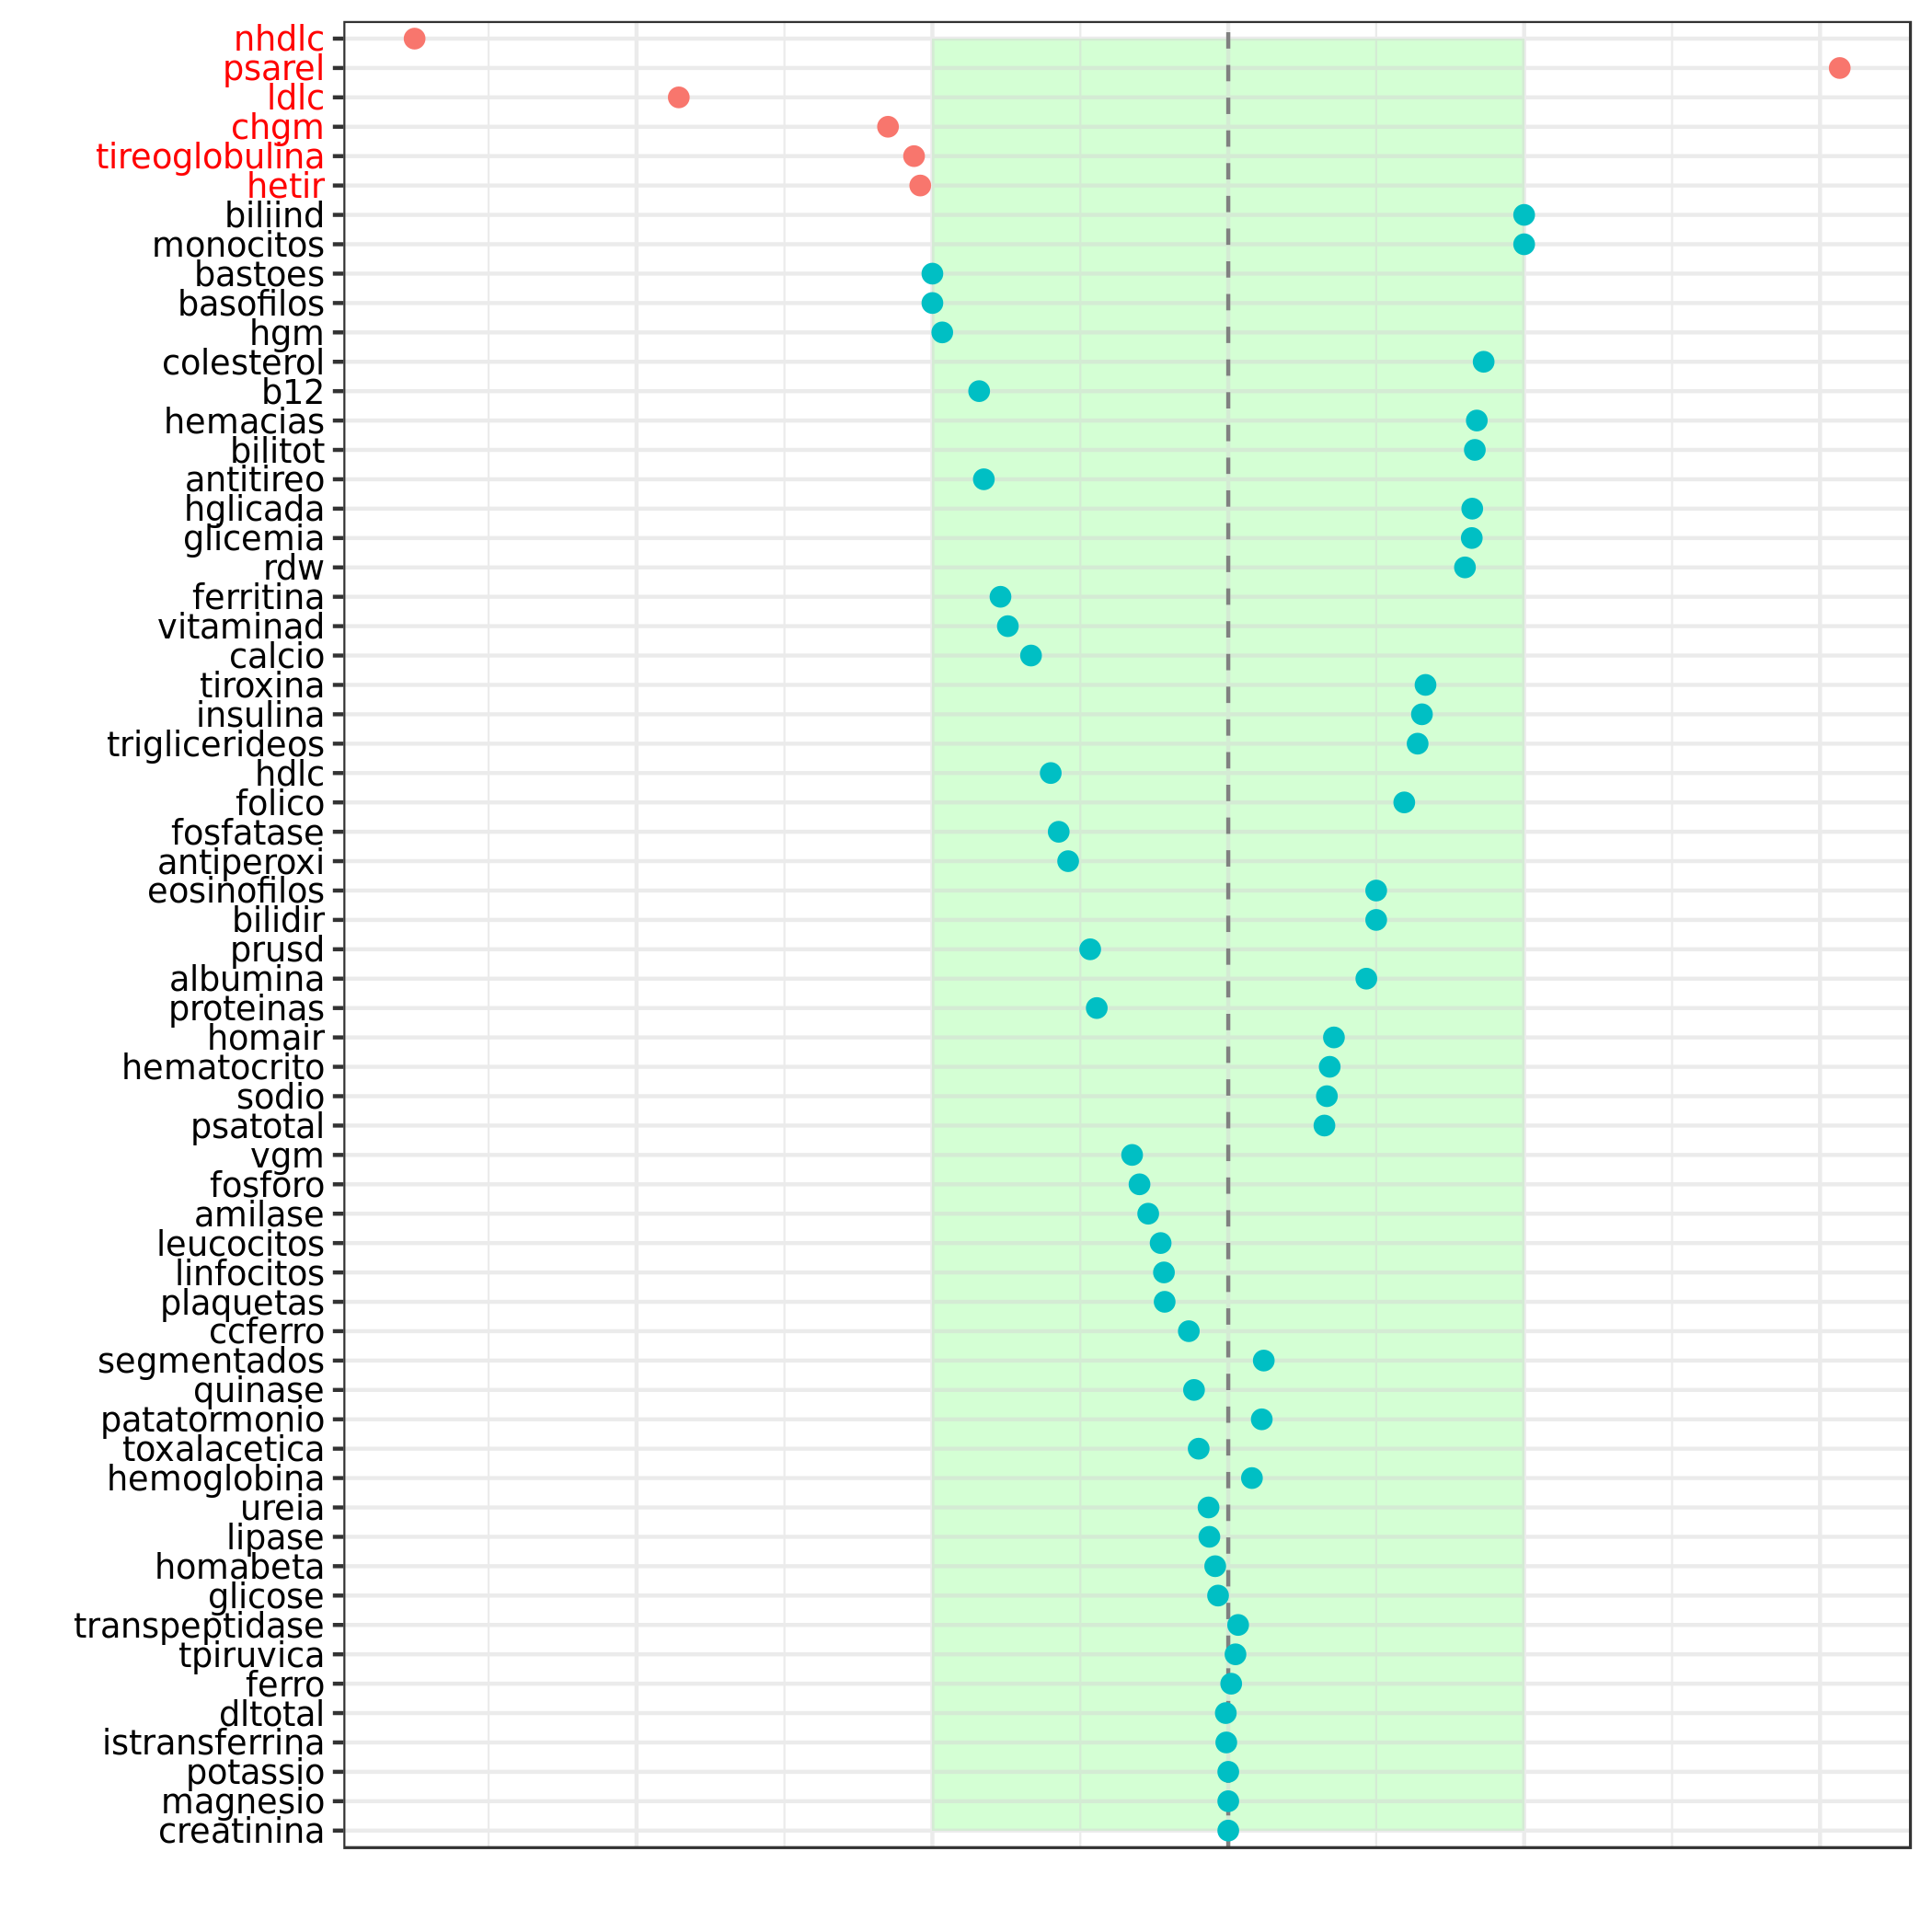 nhdlc
psarel
ldlc
chgm
tireoglobulina
hetir
biliind
monocitos
bastoes
basofilos
hgm
colesterol
b12
hemacias
bilitot
antitireo
hglicada
glicemia
rdw
ferritina
vitaminad
calcio
tiroxina
insulina
triglicerideos
hdlc
folico
fosfatase
antiperoxi
eosinofilos
bilidir
prusd
albumina
proteinas
homair
hematocrito
sodio
psatotal
vgm
fosforo
amilase
leucocitos
linfocitos
plaquetas
ccferro
segmentados
quinase
patatormonio
toxalacetica
hemoglobina
ureia
lipase
homabeta
glicose
transpeptidase
tpiruvica
ferro
dltotal
istransferrina
potassio
magnesio
creatinina